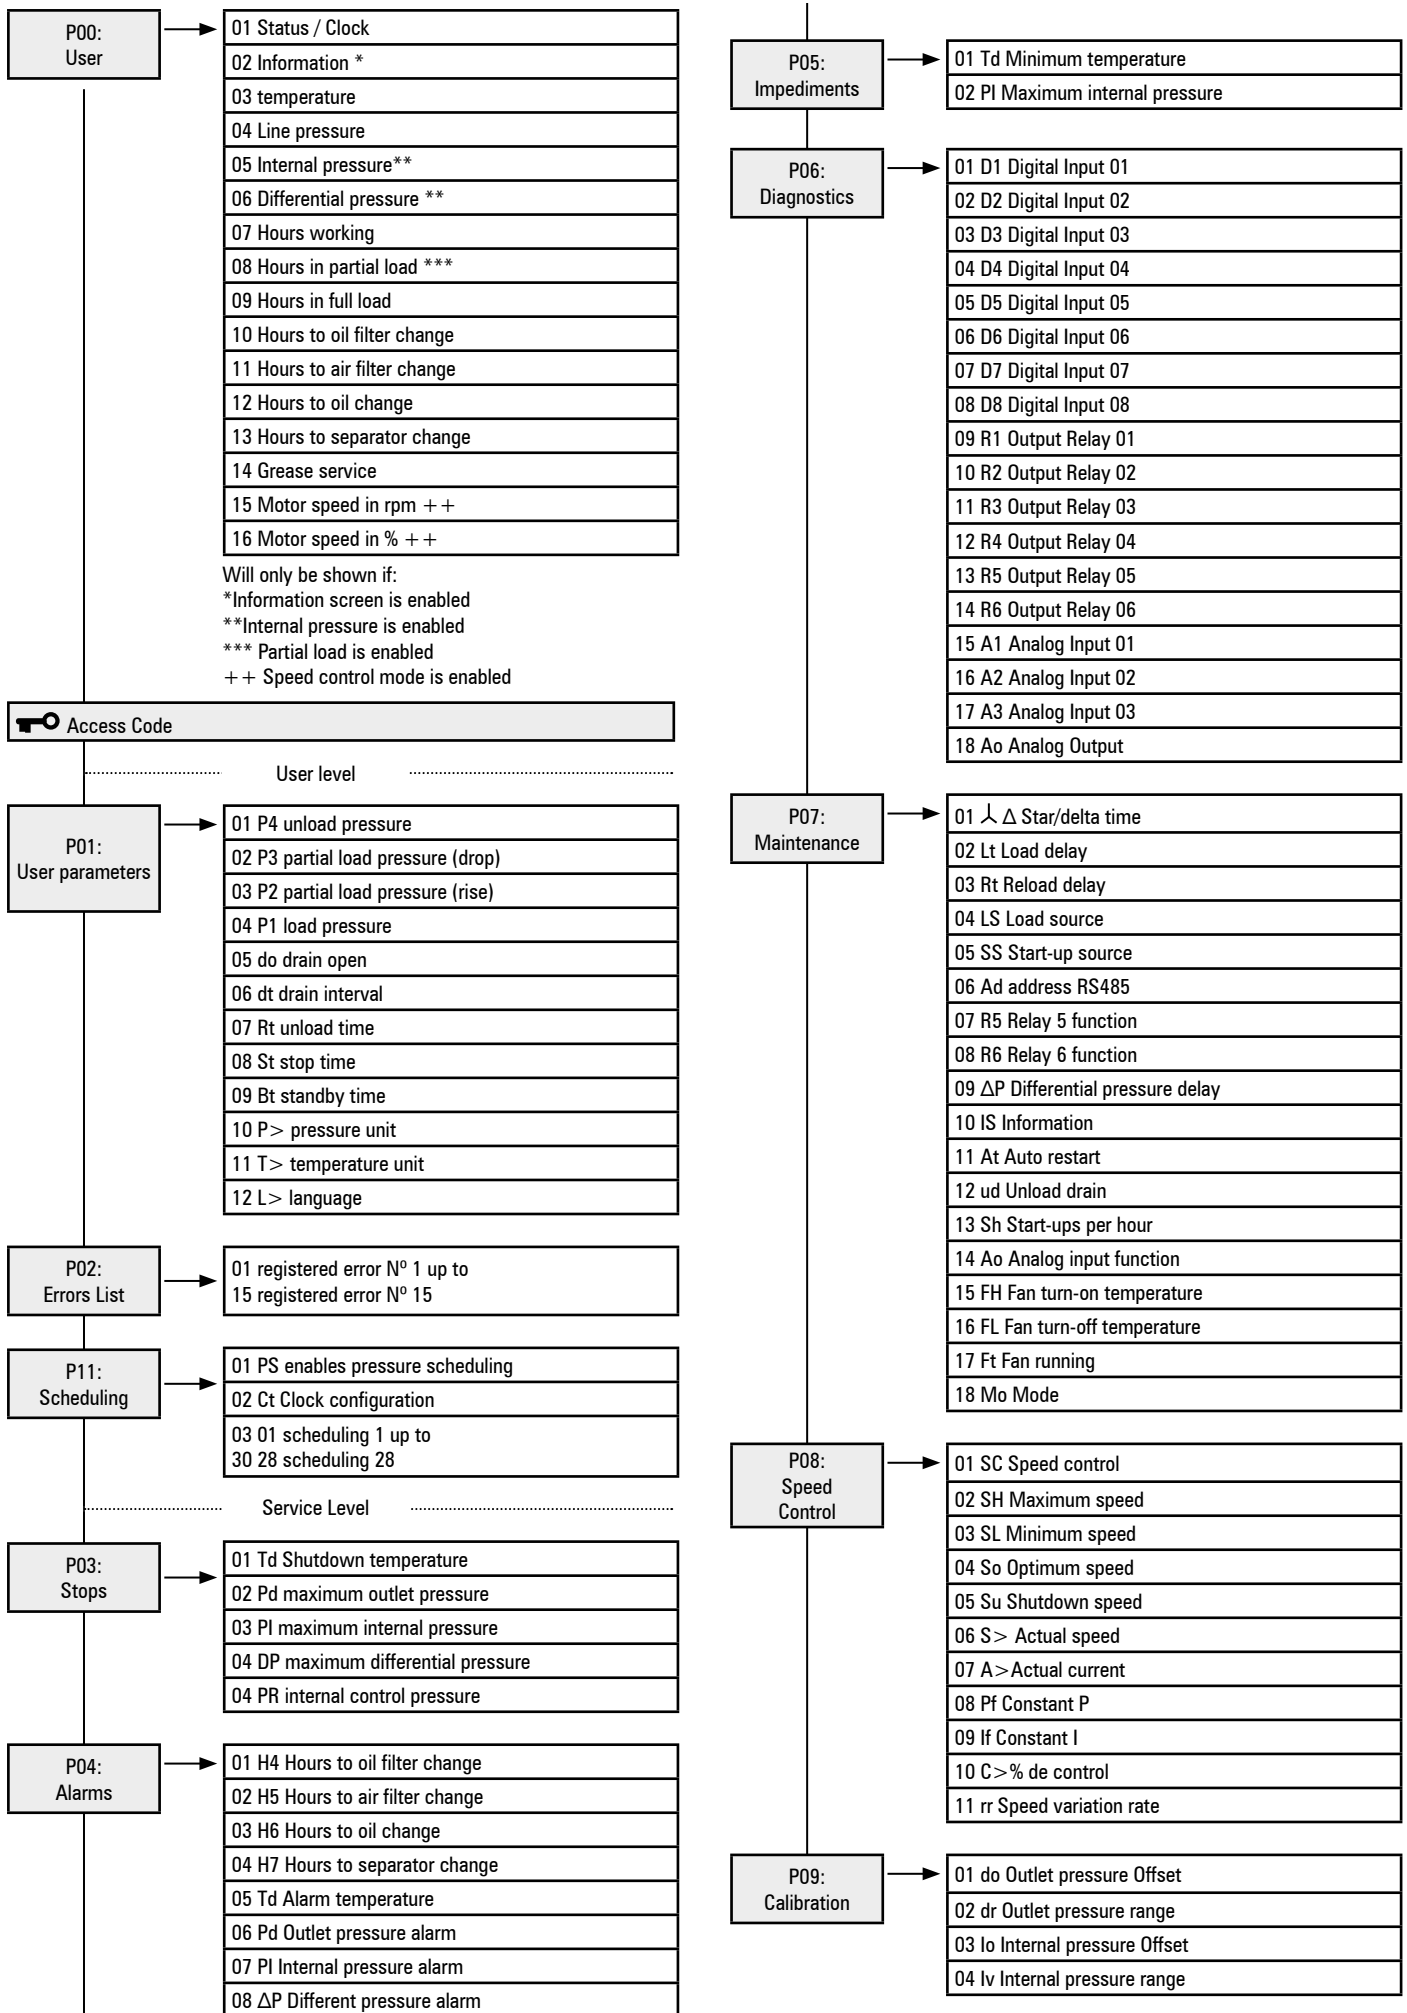 P00:
User
01 Status / Clock
02 Information *
03 temperature
04 Line pressure
05 Internal pressure**
06 Differential pressure **
07 Hours working
08 Hours in partial load ***
09 Hours in full load
10 Hours to oil filter change
11 Hours to air filter change
12 Hours to oil change
13 Hours to separator change
14 Grease service
15 Motor speed in rpm ++
16 Motor speed in % ++
Will only be shown if:
*Information screen is enabled
**Internal pressure is enabled
*** Partial load is enabled
++ Speed control mode is enabled
Access Code
User level
P01:
User parameters
01 P4 unload pressure
02 P3 partial load pressure (drop)
03 P2 partial load pressure (rise)
04 P1 load pressure
05 do drain open
06 dt drain interval
07 Rt unload time
08 St stop time
09 Bt standby time
10 P> pressure unit
11 T> temperature unit
12 L> language
P02:
Errors List
01 registered error Nº 1 up to
15 registered error Nº 15
P11:
Scheduling
01 PS enables pressure scheduling
02 Ct Clock configuration
03 01 scheduling 1 up to
30 28 scheduling 28
Service Level
P03:
Stops
01 Td Shutdown temperature
02 Pd maximum outlet pressure
03 PI maximum internal pressure
04 DP maximum differential pressure
04 PR internal control pressure
P04:
Alarms
01 H4 Hours to oil filter change
02 H5 Hours to air filter change
03 H6 Hours to oil change
04 H7 Hours to separator change
05 Td Alarm temperature
06 Pd Outlet pressure alarm
07 PI Internal pressure alarm
08 ΔP Different pressure alarm
P05:
Impediments
01 Td Minimum temperature
02 PI Maximum internal pressure
P06:
Diagnostics
01 D1 Digital Input 01
02 D2 Digital Input 02
03 D3 Digital Input 03
04 D4 Digital Input 04
05 D5 Digital Input 05
06 D6 Digital Input 06
07 D7 Digital Input 07
08 D8 Digital Input 08
09 R1 Output Relay 01
10 R2 Output Relay 02
11 R3 Output Relay 03
12 R4 Output Relay 04
13 R5 Output Relay 05
14 R6 Output Relay 06
15 A1 Analog Input 01
16 A2 Analog Input 02
17 A3 Analog Input 03
18 Ao Analog Output
P07:
Maintenance
01 ⅄ Δ Star/delta time
02 Lt Load delay
03 Rt Reload delay
04 LS Load source
05 SS Start-up source
06 Ad address RS485
07 R5 Relay 5 function
08 R6 Relay 6 function
09 ΔP Differential pressure delay
10 IS Information
11 At Auto restart
12 ud Unload drain
13 Sh Start-ups per hour
14 Ao Analog input function
15 FH Fan turn-on temperature
16 FL Fan turn-off temperature
17 Ft Fan running
18 Mo Mode
P08:
Speed
Control
01 SC Speed control
02 SH Maximum speed
03 SL Minimum speed
04 So Optimum speed
05 Su Shutdown speed
06 S> Actual speed
07 A>Actual current
08 Pf Constant P
09 If Constant I
10 C>% de control
11 rr Speed variation rate
P09:
Calibration
01 do Outlet pressure Offset
02 dr Outlet pressure range
03 Io Internal pressure Offset
04 Iv Internal pressure range